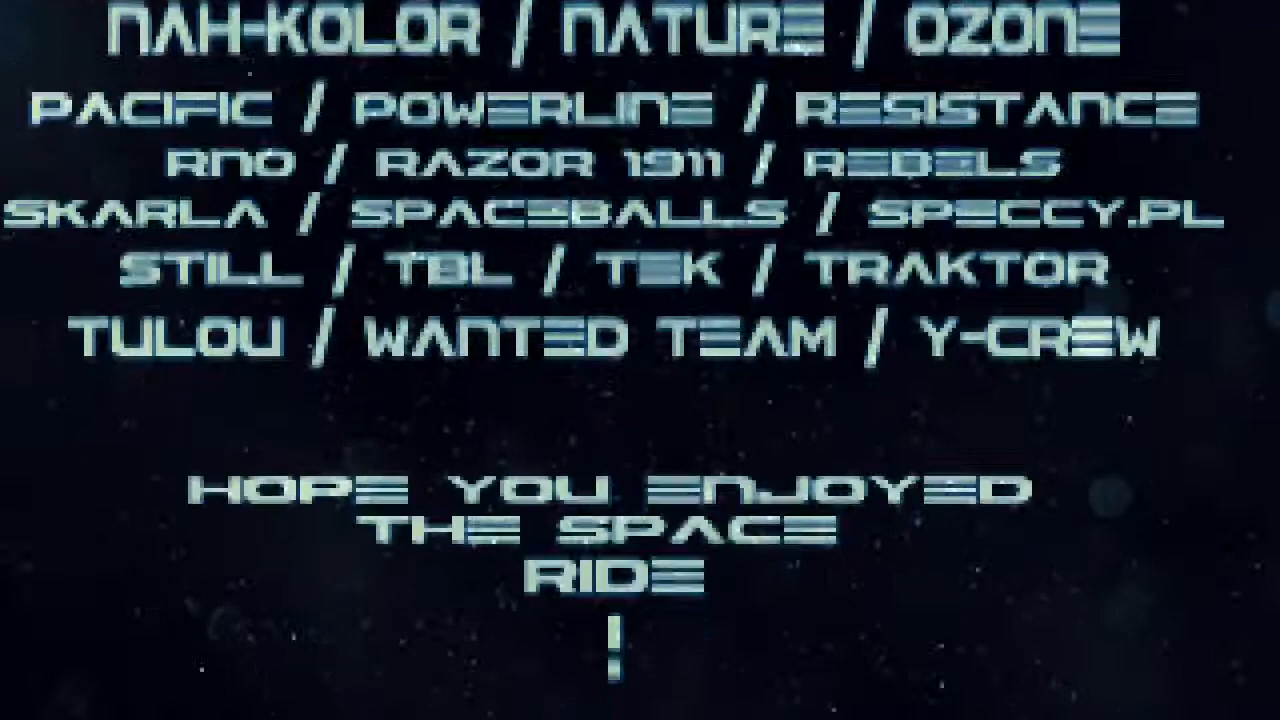 NAH-KOLOR / NATURE / OZONE
PACIFIC / POWERLINE / RESISTANCE
RNO / RAZOR 1911 / REBELS
SKARLA / SPACEBALLS / SPECCY.PL
STILL / TBL / TEK / TRAKTOR
TULOU / WANTED TEAM / Y-CREW
HOPE YOU ENJOYED
THE SPACE
RIDE
!